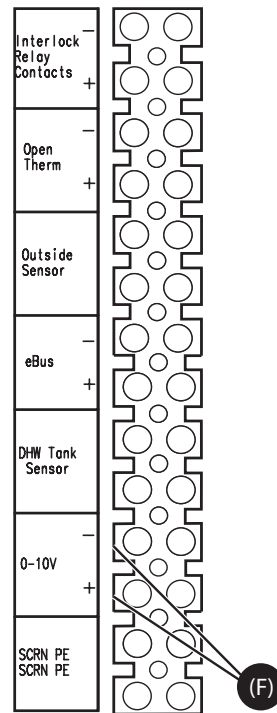 Interlock −
Relay
Contacts +
−
Open
Therm
+
Outside
Sensor
−
eBus
+
DHW Tank
Sensor
−
0-10V
+
SCRN PE
SCRN PE
(F)